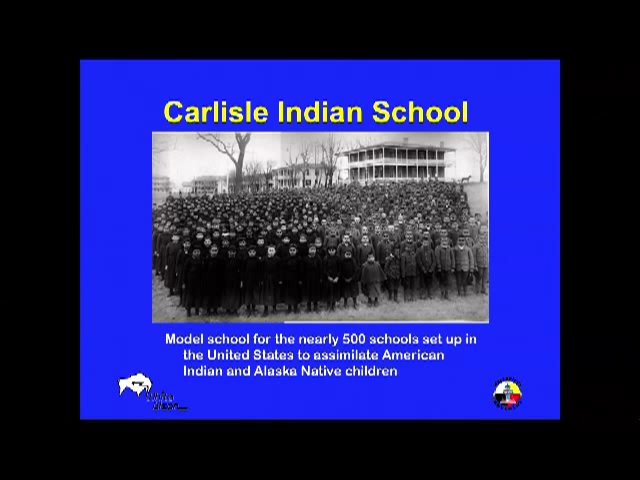 Carlisle Indian School
Model school for the nearly 500 schools set up in
the United States to assimilate American
Indian and Alaska Native children